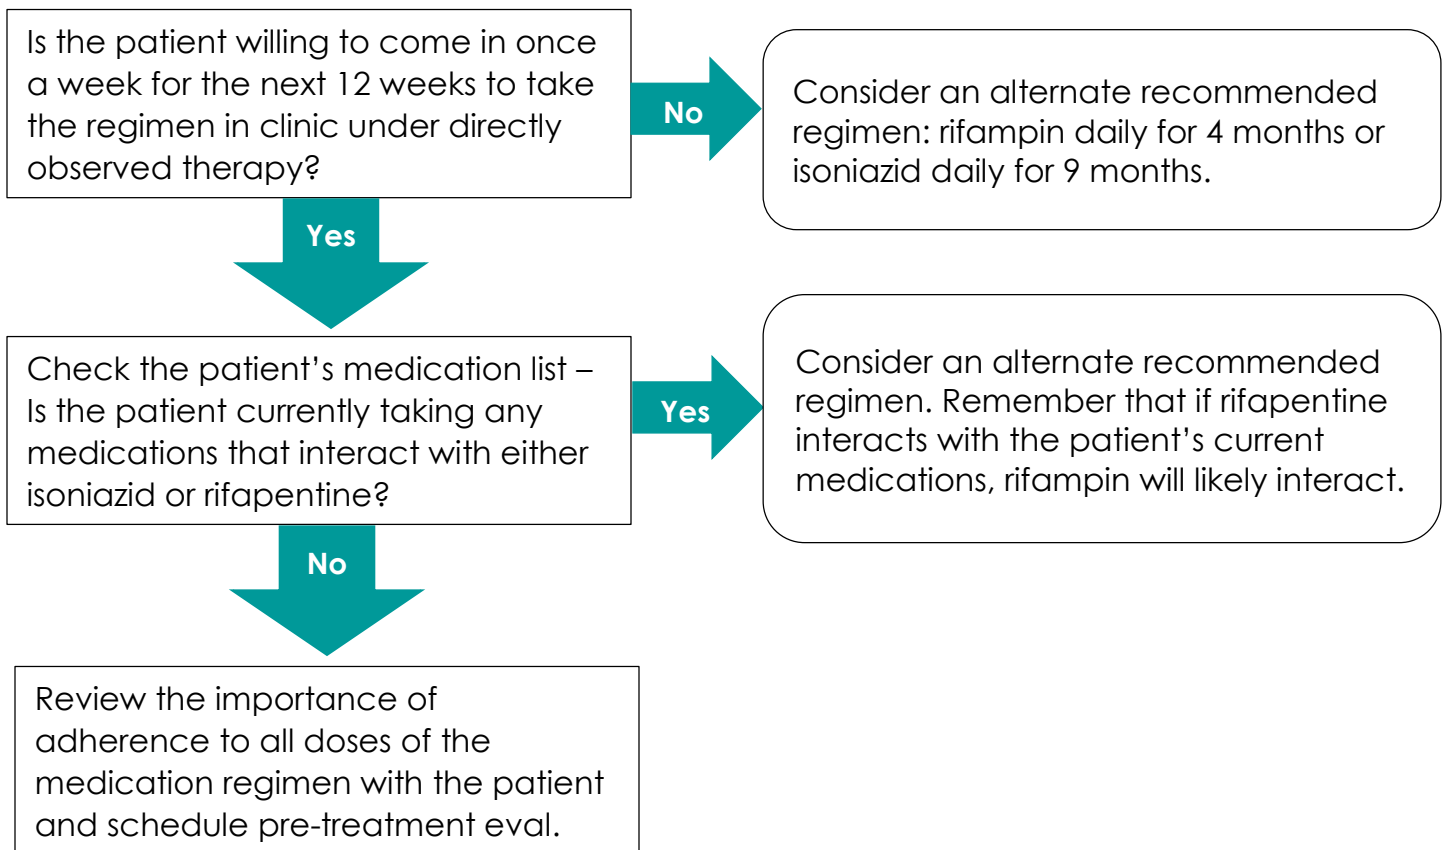 Is the patient willing to come in once
a week for the next 12 weeks to take
the regimen in clinic under directly
observed therapy?
No
Consider an alternate recommended
regimen: rifampin daily for 4 months or
isoniazid daily for 9 months.
Yes
Check the patient’s medication list –
Is the patient currently taking any
medications that interact with either
isoniazid or rifapentine?
Yes
Consider an alternate recommended
regimen. Remember that if rifapentine
interacts with the patient’s current
medications, rifampin will likely interact.
No
Review the importance of
adherence to all doses of the
medication regimen with the patient
and schedule pre-treatment eval.